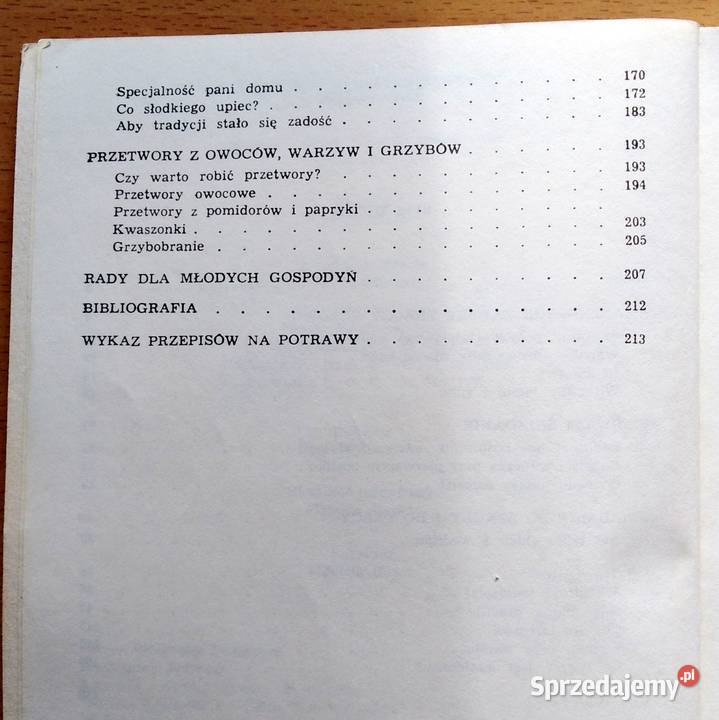 Specjalność pani domu . . . . . . . . . . . . . 170
Co słodkiego upiec? . . . . . . . . . . . . . . 172
Aby tradycji stało się zadość . . . . . . . . . . . 183
PRZETWORY Z OWOCÓW, WARZYW I GRZYBÓW . . . . . . 193
Czy warto robić przetwory? . . . . . . . . . . . 193
Przetwory owocowe . . . . . . . . . . . . . . . 194
Przetwory z pomidorów i papryki . . . . . . . . . .
Kwaszonki . . . . . . . . . . . . . . . . . 203
Grzybobranie . . . . . . . . . . . . . . . . 205
RADY DLA MŁODYCH GOSPODYŃ . . . . . . . . . . 207
BIBLIOGRAFIA . . . . . . . . . . . . . . . . 212
WYKAZ PRZEPISÓW NA POTRAWY . . . . . . . . . . 213
Sprzedajemy.pl